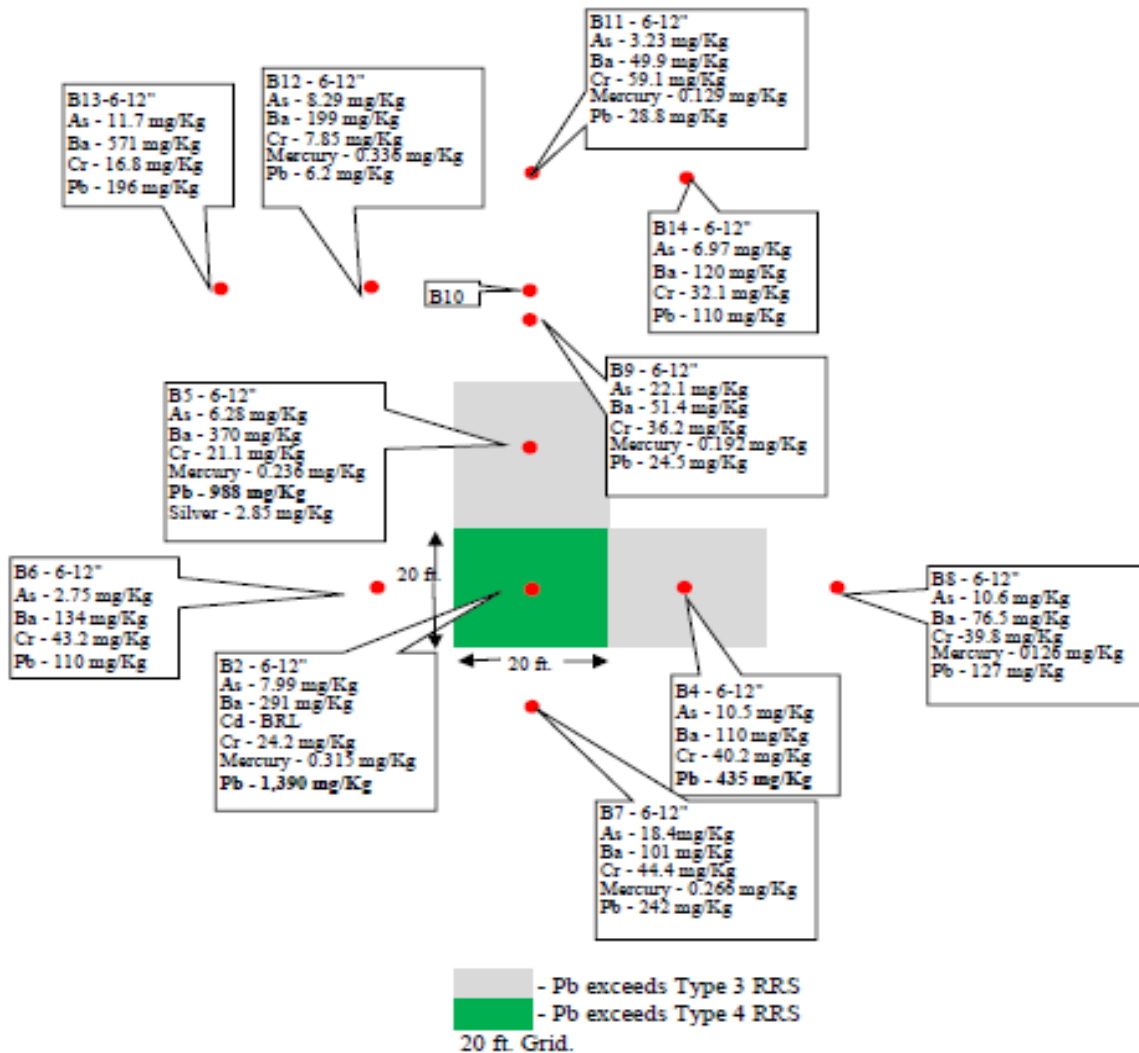 B11 - 6-12"
As - 3.23 mg/Kg
Ba - 49.9 mg/Kg
Cr - 59.1 mg/Kg
Mercury - 0.129 mg/Kg
Pb - 28.8 mg/Kg
B12 - 6-12"
As - 8.29 mg/Kg
Ba - 199 mg/Kg
Cr - 7.85 mg/Kg
Mercury - 0.336 mg/Kg
Pb - 6.2 mg/Kg
B13-6-12"
As - 11.7 mg/Kg
Ba - 571 mg/Kg
Cr - 16.8 mg/Kg
Pb - 196 mg/Kg
B14 - 6-12"
As - 6.97 mg/Kg
Ba - 120 mg/Kg
Cr - 32.1 mg/Kg
Pb - 110 mg/Kg
B10
B9 - 6-12"
As - 22.1 mg/Kg
Ba - 51.4 mg/Kg
Cr - 36.2 mg/Kg
Mercury - 0.192 mg/Kg
Pb - 24.5 mg/Kg
B5 - 6-12"
As - 6.28 mg/Kg
Ba - 370 mg/Kg
Cr - 21.1 mg/Kg
Mercury - 0.236 mg/Kg
Pb - 988 mg/Kg
Silver - 2.85 mg/Kg
20 ft.
B6 - 6-12"
As - 2.75 mg/Kg
Ba - 134 mg/Kg
Cr - 43.2 mg/Kg
Pb - 110 mg/Kg
B8 - 6-12"
As - 10.6 mg/Kg
Ba - 76.5 mg/Kg
Cr -39.8 mg/Kg
Mercury - 0126 mg/Kg
Pb - 127 mg/Kg
20 ft.
B2 - 6-12"
As - 7.99 mg/Kg
Ba - 291 mg/Kg
Cd - BRL
Cr - 24.2 mg/Kg
Mercury - 0.315 mg/Kg
Pb - 1,390 mg/Kg
B4 - 6-12"
As - 10.5 mg/Kg
Ba - 110 mg/Kg
Cr - 40.2 mg/Kg
Pb - 435 mg/Kg
B7 - 6-12"
As - 18.4mg/Kg
Ba - 101 mg/Kg
Cr - 44.4 mg/Kg
Mercury - 0.266 mg/Kg
Pb - 242 mg/Kg
- Pb exceeds Type 3 RRS
- Pb exceeds Type 4 RRS
20 ft. Grid.